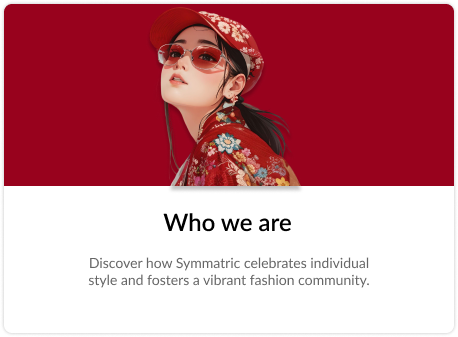 Who we are
Discover how Symmatric celebrates individual
style and fosters a vibrant fashion community.